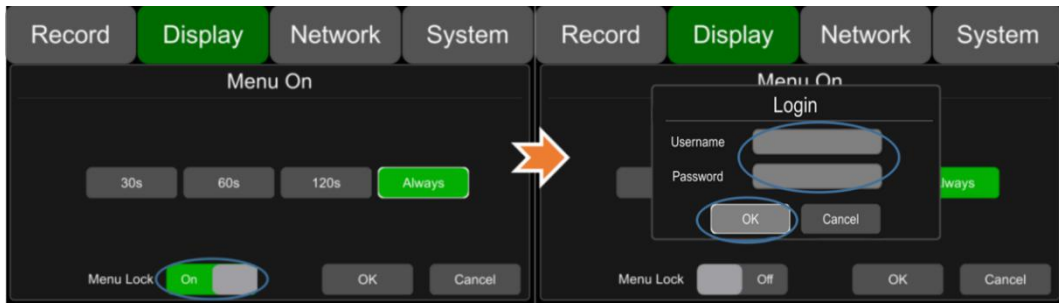 Record Display Network System
Menu On
30s 60s 120s Always
Menu Lock On OK Cancel
Record Display Network System
Menu On
Login
Username
Password
lways
OK Cancel
Menu Lock Off OK Cancel